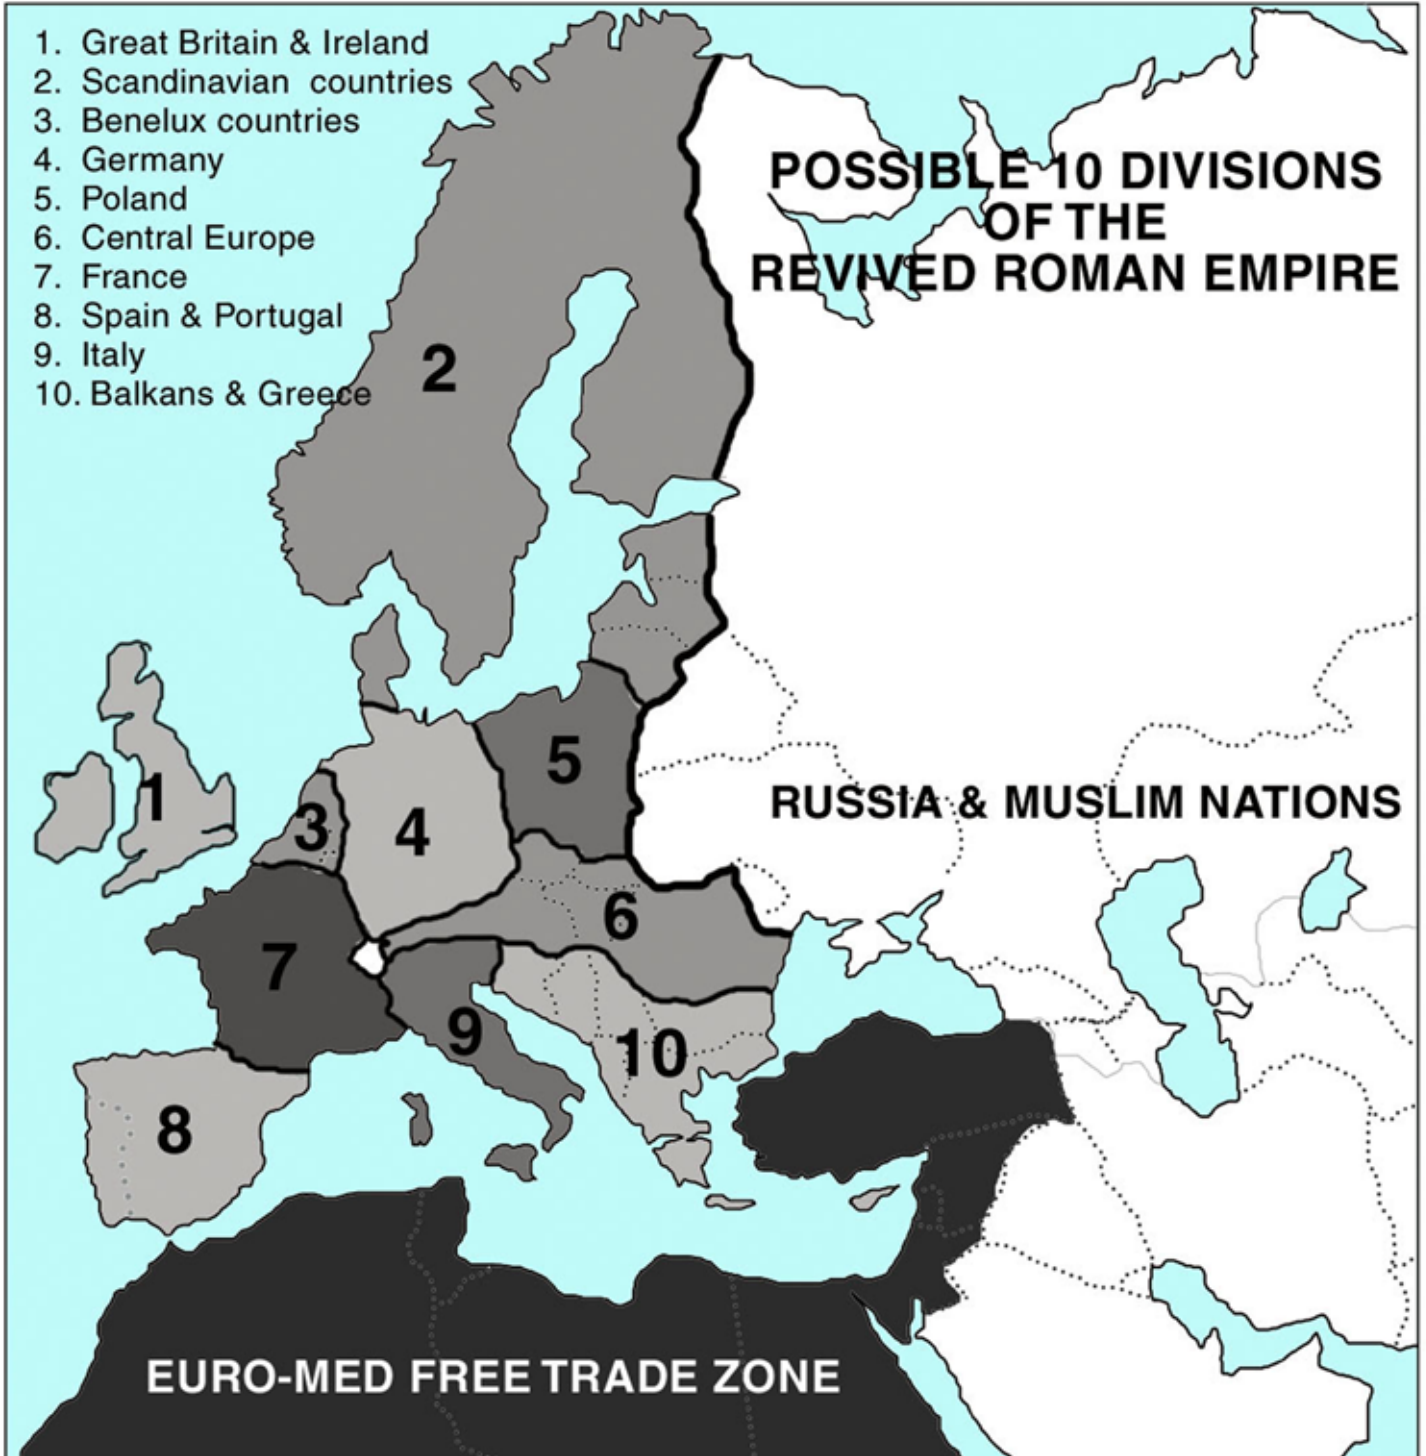 1. Great Britain & Ireland
2. Scandinavian countries
3. Benelux countries
4. Germany
5. Poland
6. Central Europe
7. France
8. Spain & Portugal
9. Italy
10. Balkans & Greece
POSSIBLE 10 DIVISIONS
OF THE
REVIVED ROMAN EMPIRE
2
5
1
3
4
RUSSIA & MUSLIM NATIONS
6
7
9
10
8
EURO-MED FREE TRADE ZONE